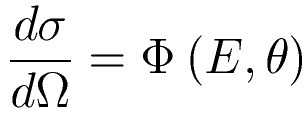 dσ/dΩ = Φ (E, θ)